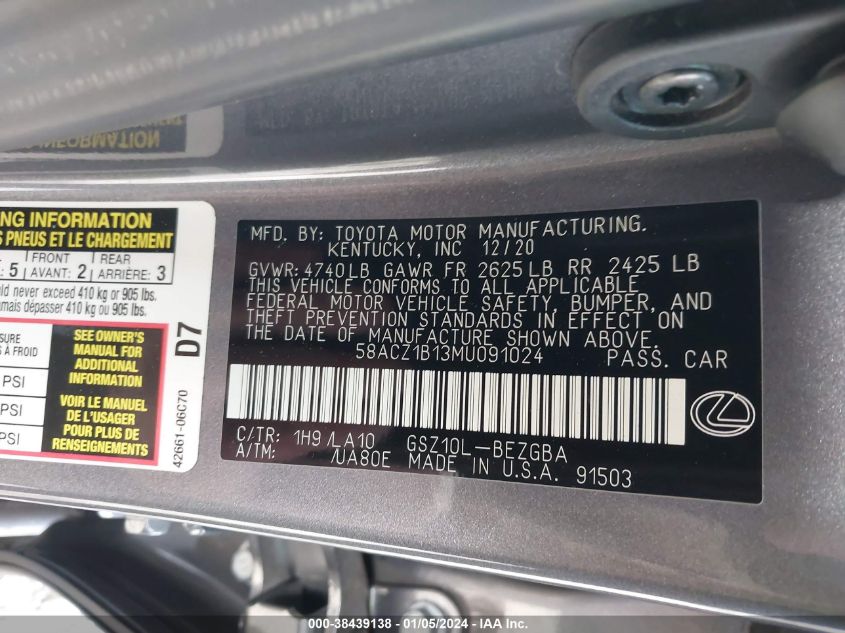 NG INFORMATION
S PNEUS ET LE CHARGEMENT
: 5 FRONT AVANT: 2 REAR ARRIÈRE: 3
ld never exceed 410 kg or 905 lbs.
amais dépasser 410 kg ou 905 lbs.
SURE
S À FROID
PSI
PSI
PSI
SEE OWNER'S
MANUAL FOR
ADDITIONAL
INFORMATION
VOIR LE MANUEL
DE L'USAGER
POUR PLUS DE
RENSEIGNEMENTS
D7
42661-06C70
MFD. BY: TOYOTA MOTOR MANUFACTURING.
KENTUCKY, INC 12/20
GVWR: 4740LB GAWR FR 2625LB RR 2425 LB
THIS VEHICLE CONFORMS TO ALL APPLICABLE
FEDERAL MOTOR VEHICLE SAFETY, BUMPER, AND
THEFT PREVENTION STANDARDS IN EFFECT ON
THE DATE OF MANUFACTURE SHOWN ABOVE.
58ACZ1B13MU091024 PASS. CAR
C/TR: 1H9 /LA10 GSZ10L-BEZGBA
A/TM: /UA80E MADE IN U.S.A. 91503
000-38439138 - 01/05/2024 - IAA Inc.